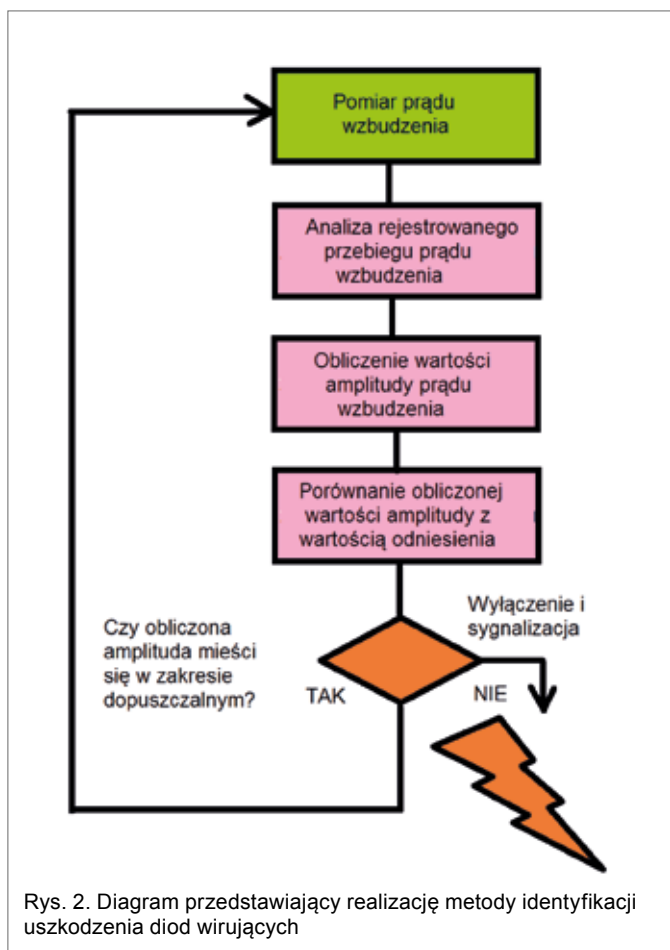 Pomiar prądu
wzbudzenia
Analiza rejestrowanego
przebiegu prądu
wzbudzenia
Obliczenie wartości
amplitudy prądu
wzbudzenia
Porównanie obliczonej
wartości amplitudy z
wartością odniesienia
Czy obliczona
amplituda mieści
się w zakresie
dopuszczalnym?
TAK
Wyłączenie i
sygnalizacja
NIE
Rys. 2. Diagram przedstawiający realizację metody identyfikacji
uszkodzenia diod wirujących